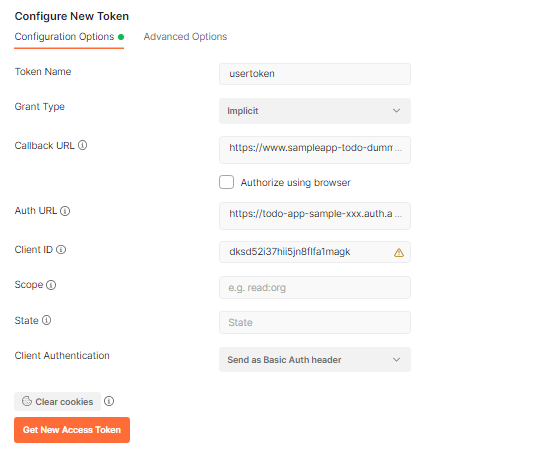 Configure New Token
Configuration Options
Advanced Options
Token Name
usertoken
Grant Type
Implicit
Callback URL
https://www.sampleapp-todo-dumm...
Authorize using browser
Auth URL
https://todo-app-sample-xxx.auth.a...
Client ID
dksd52i37hii5jn8flfa1magk
Scope
e.g. read:org
State
State
Client Authentication
Send as Basic Auth header
Clear cookies
Get New Access Token